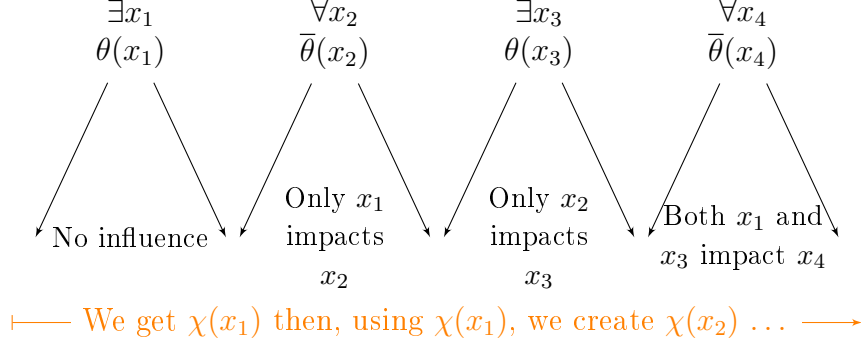 ∃x₁ ∀x₂ ∃x₃ ∀x₄
θ(x₁) θ̅(x₂) θ(x₃) θ̅(x₄)
No influence
Only x₁
impacts
x₂
Only x₂
impacts
x₃
Both x₁ and
x₃ impact x₄
We get χ(x₁) then, using χ(x₁), we create χ(x₂) …